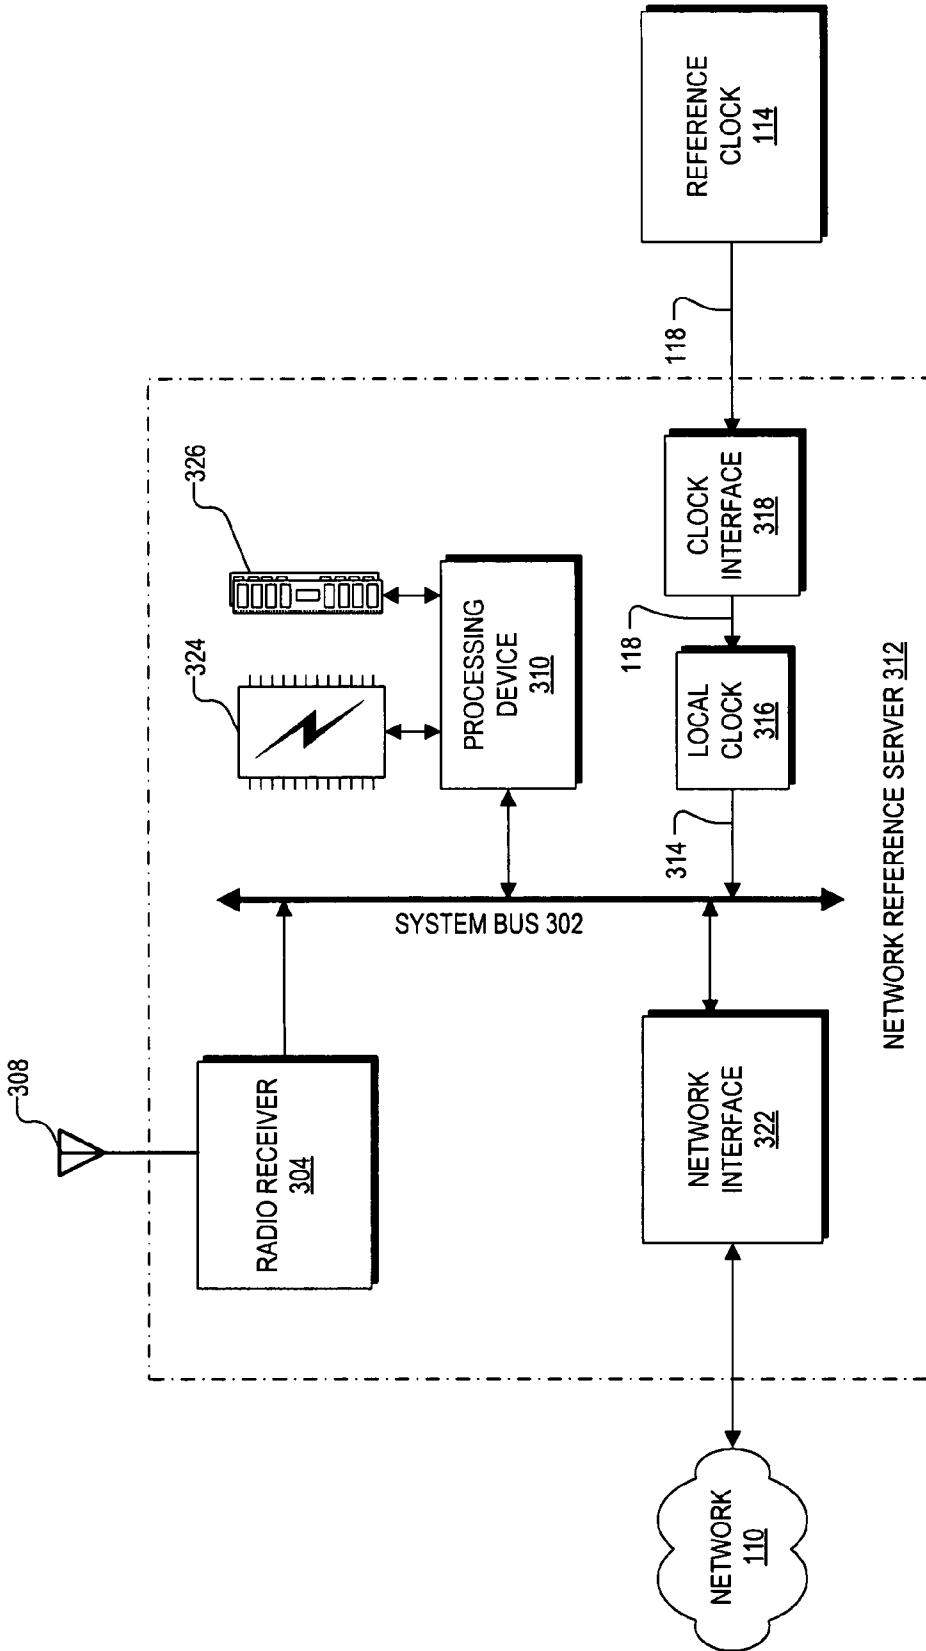 308
RADIO RECEIVER
304
324
326
PROCESSING
DEVICE
310
SYSTEM BUS 302
NETWORK
110
NETWORK
INTERFACE
322
314
LOCAL
CLOCK
316
118
CLOCK
INTERFACE
318
118
REFERENCE
CLOCK
114
NETWORK REFERENCE SERVER 312